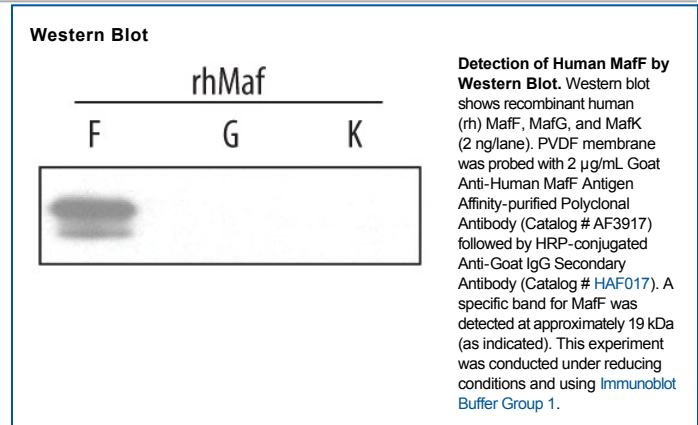 Western Blot
rhMaf
F G K
Detection of Human MafF by
Western Blot. Western blot
shows recombinant human
(rh) MafF, MafG, and MafK
(2 ng/lane). PVDF membrane
was probed with 2 µg/mL Goat
Anti-Human MafF Antigen
Affinity-purified Polyclonal
Antibody (Catalog # AF3917)
followed by HRP-conjugated
Anti-Goat IgG Secondary
Antibody (Catalog # HAF017). A
specific band for MafF was
detected at approximately 19 kDa
(as indicated). This experiment
was conducted under reducing
conditions and using Immunoblot
Buffer Group 1.